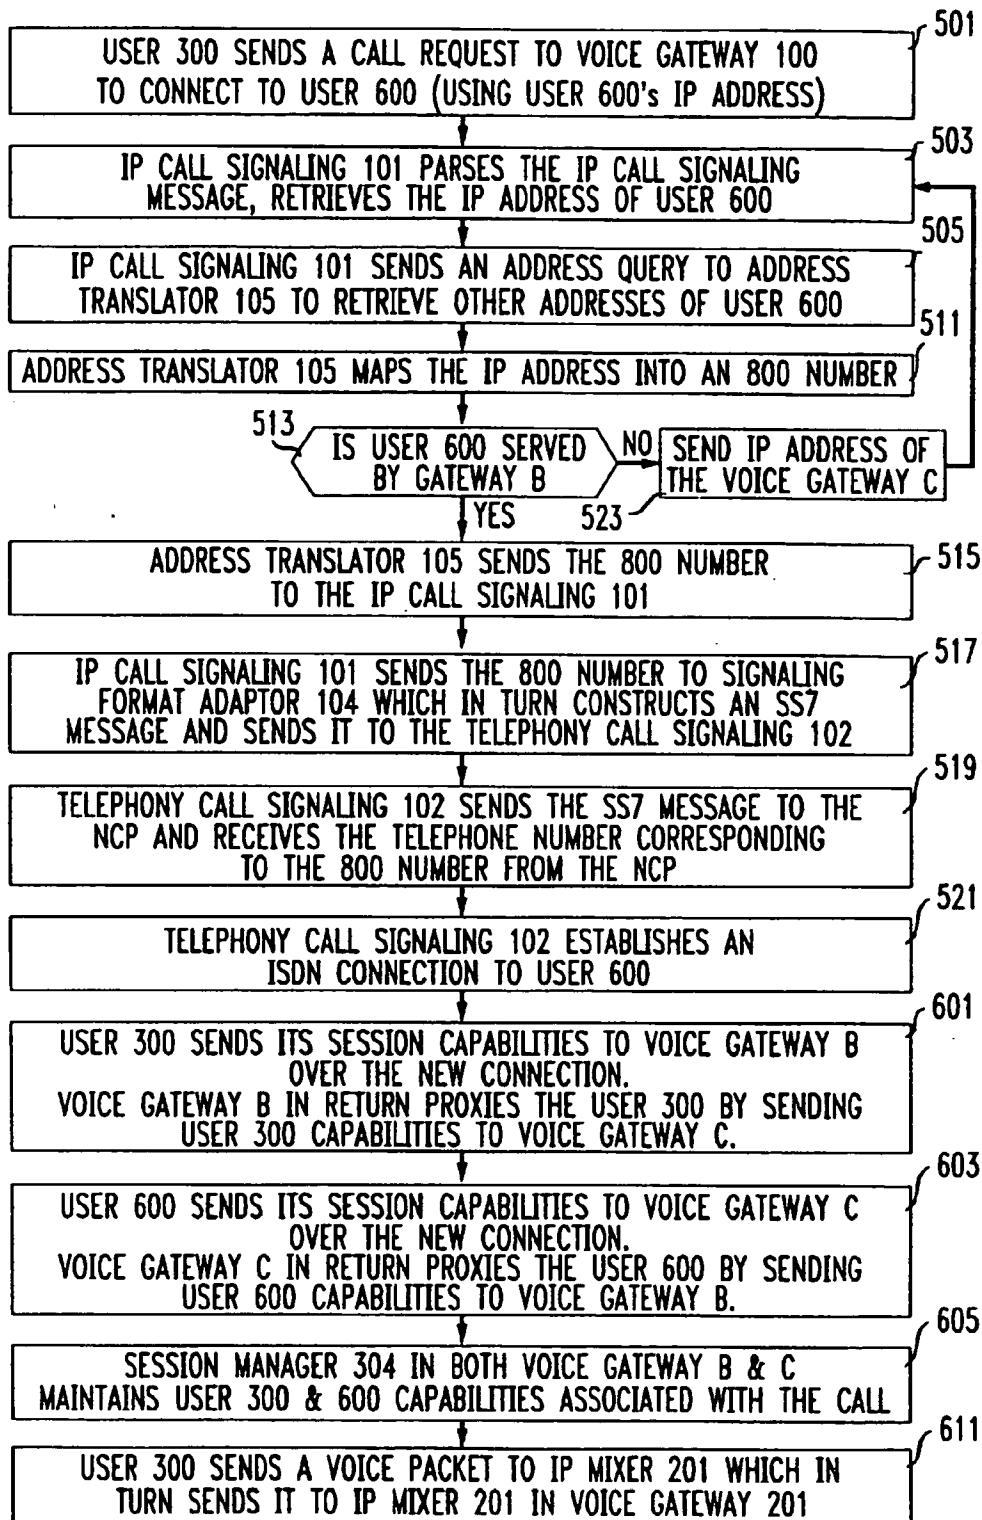 501
USER 300 SENDS A CALL REQUEST TO VOICE GATEWAY 100
TO CONNECT TO USER 600 (USING USER 600's IP ADDRESS)
503
IP CALL SIGNALING 101 PARSES THE IP CALL SIGNALING
MESSAGE, RETRIEVES THE IP ADDRESS OF USER 600
505
IP CALL SIGNALING 101 SENDS AN ADDRESS QUERY TO ADDRESS
TRANSLATOR 105 TO RETRIEVE OTHER ADDRESSES OF USER 600
511
ADDRESS TRANSLATOR 105 MAPS THE IP ADDRESS INTO AN 800 NUMBER
513
IS USER 600 SERVED
BY GATEWAY B
NO
SEND IP ADDRESS OF
THE VOICE GATEWAY C
523
YES
515
ADDRESS TRANSLATOR 105 SENDS THE 800 NUMBER
TO THE IP CALL SIGNALING 101
517
IP CALL SIGNALING 101 SENDS THE 800 NUMBER TO SIGNALING
FORMAT ADAPTOR 104 WHICH IN TURN CONSTRUCTS AN SS7
MESSAGE AND SENDS IT TO THE TELEPHONY CALL SIGNALING 102
519
TELEPHONY CALL SIGNALING 102 SENDS THE SS7 MESSAGE TO THE
NCP AND RECEIVES THE TELEPHONE NUMBER CORRESPONDING
TO THE 800 NUMBER FROM THE NCP
521
TELEPHONY CALL SIGNALING 102 ESTABLISHES AN
ISDN CONNECTION TO USER 600
601
USER 300 SENDS ITS SESSION CAPABILITIES TO VOICE GATEWAY B
OVER THE NEW CONNECTION.
VOICE GATEWAY B IN RETURN PROXIES THE USER 300 BY SENDING
USER 300 CAPABILITIES TO VOICE GATEWAY C.
603
USER 600 SENDS ITS SESSION CAPABILITIES TO VOICE GATEWAY C
OVER THE NEW CONNECTION.
VOICE GATEWAY C IN RETURN PROXIES THE USER 600 BY SENDING
USER 600 CAPABILITIES TO VOICE GATEWAY B.
605
SESSION MANAGER 304 IN BOTH VOICE GATEWAY B & C
MAINTAINS USER 300 & 600 CAPABILITIES ASSOCIATED WITH THE CALL
611
USER 300 SENDS A VOICE PACKET TO IP MIXER 201 WHICH IN
TURN SENDS IT TO IP MIXER 201 IN VOICE GATEWAY 201